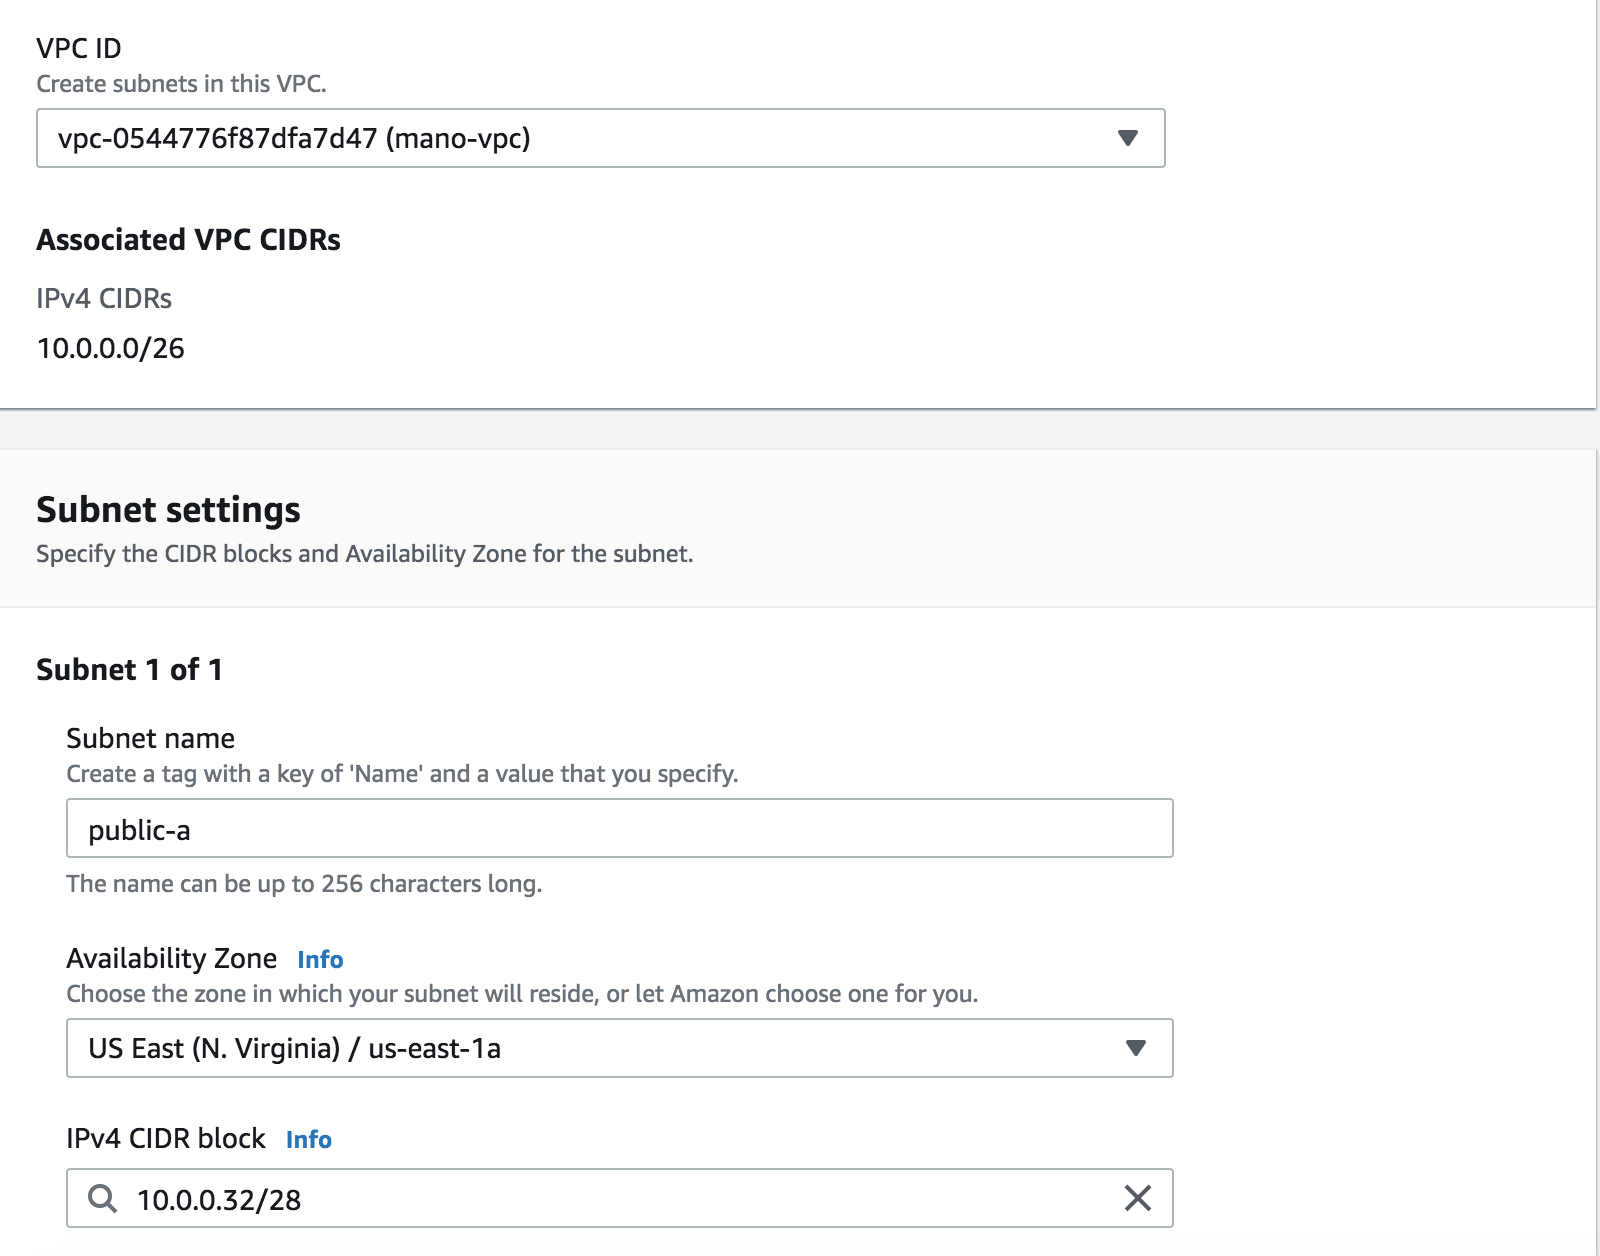 VPC ID
Create subnets in this VPC.
vpc-0544776f87dfa7d47 (mano-vpc)
Associated VPC CIDRs
IPv4 CIDRs
10.0.0.0/26
Subnet settings
Specify the CIDR blocks and Availability Zone for the subnet.
Subnet 1 of 1
Subnet name
Create a tag with a key of 'Name' and a value that you specify.
public-a
The name can be up to 256 characters long.
Availability Zone Info
Choose the zone in which your subnet will reside, or let Amazon choose one for you.
US East (N. Virginia) / us-east-1a
IPv4 CIDR block Info
10.0.0.32/28